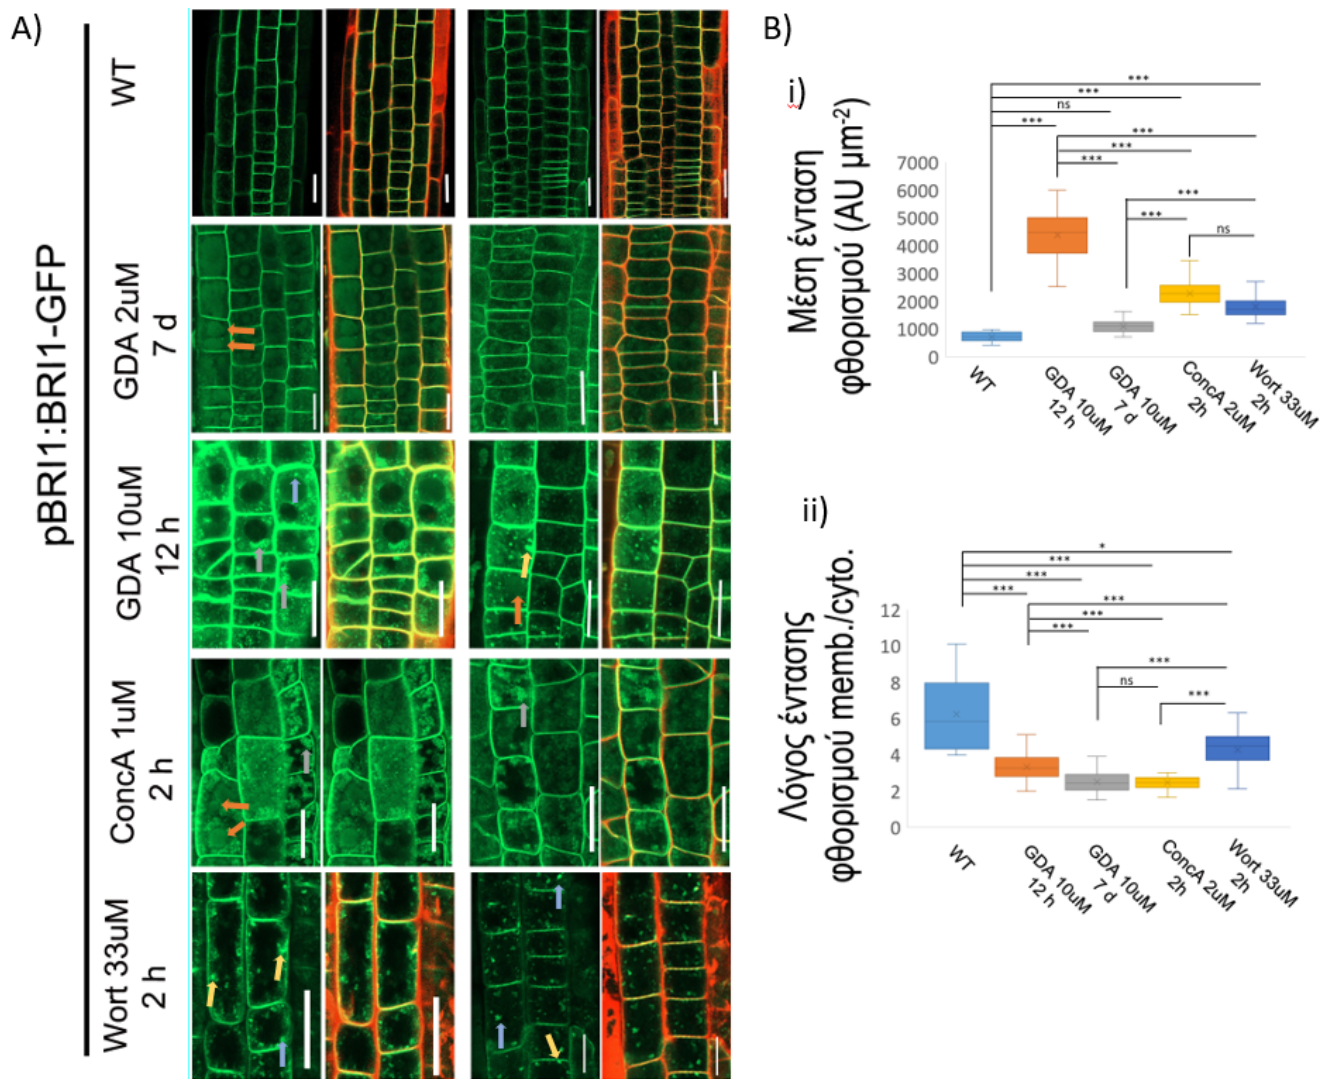 A)
pBRI1:BRI1-GFP
WT
GDA 2uM
7 d
GDA 10uM
12 h
ConcA 1uM
2 h
Wort 33uM
2 h
B)
i)
Μέση ένταση
φθορισμού (AU μm-2)
***
***
ns
***
***
***
***
***
***
ns
7000
6000
5000
4000
3000
2000
1000
0
WT
GDA 10uM
12 h
GDA 10uM
7 d
ConcA 2uM
2h
Wort 33uM
2h
ii)
Λόγος έντασης
φθορισμού memb./cyto.
*
***
***
***
***
***
***
***
ns
***
12
10
8
6
4
2
0
WT
GDA 10uM
12 h
GDA 10uM
7 d
ConcA 2uM
2h
Wort 33uM
2h